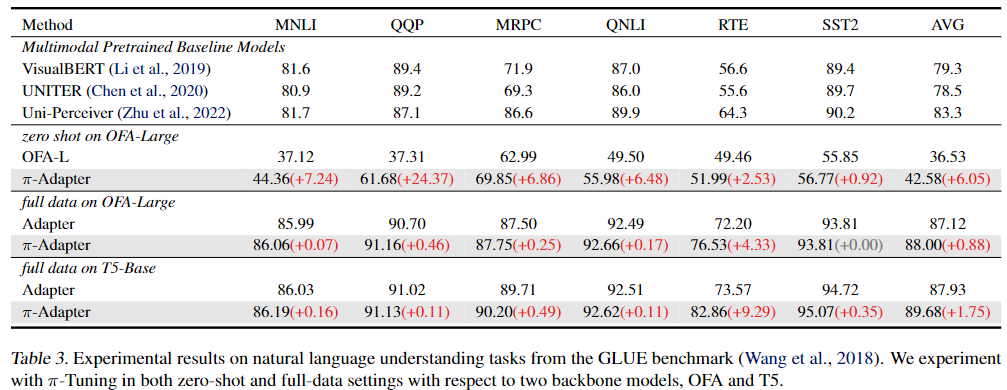 Method MNLI QQP MRPC QNLI RTE SST2 AVG
Multimodal Pretrained Baseline Models
VisualBERT (Li et al., 2019) 81.6 89.4 71.9 87.0 56.6 89.4 79.3
UNITER (Chen et al., 2020) 80.9 89.2 69.3 86.0 55.6 89.7 78.5
Uni-Perceiver (Zhu et al., 2022) 81.7 87.1 86.6 89.9 64.3 90.2 83.3
zero shot on OFA-Large
OFA-L 37.12 37.31 62.99 49.50 49.46 55.85 36.53
π-Adapter 44.36(+7.24) 61.68(+24.37) 69.85(+6.86) 55.98(+6.48) 51.99(+2.53) 56.77(+0.92) 42.58(+6.05)
full data on OFA-Large
Adapter 85.99 90.70 87.50 92.49 72.20 93.81 87.12
π-Adapter 86.06(+0.07) 91.16(+0.46) 87.75(+0.25) 92.66(+0.17) 76.53(+4.33) 93.81(+0.00) 88.00(+0.88)
full data on T5-Base
Adapter 86.03 91.02 89.71 92.51 73.57 94.72 87.93
π-Adapter 86.19(+0.16) 91.13(+0.11) 90.20(+0.49) 92.62(+0.11) 82.86(+9.29) 95.07(+0.35) 89.68(+1.75)
Table 3. Experimental results on natural language understanding tasks from the GLUE benchmark (Wang et al., 2018). We experiment
with π-Tuning in both zero-shot and full-data settings with respect to two backbone models, OFA and T5.